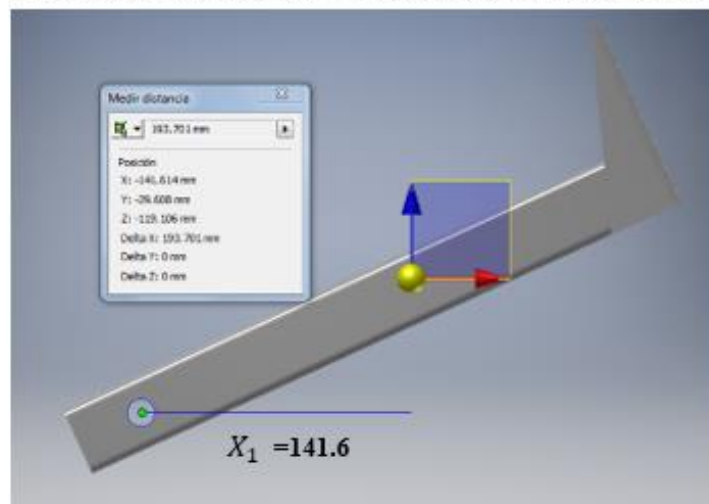 Medir distancia
193.701 mm
Posición
X: -141.614 mm
Y: -29.608 mm
Z: -119.106 mm
Delta X: 193.701 mm
Delta Y: 0 mm
Delta Z: 0 mm
X₁ =141.6